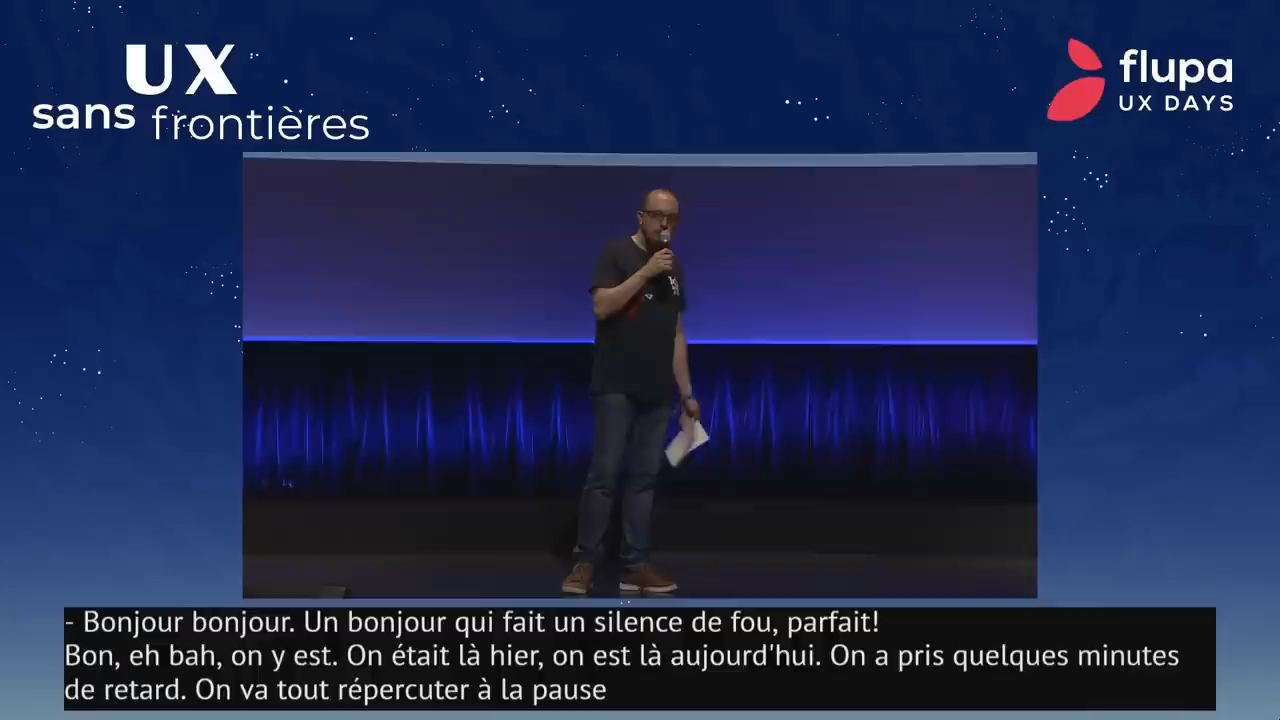 UX
sans frontières
flupa
UX DAYS
- Bonjour bonjour. Un bonjour qui fait un silence de fou, parfait!
Bon, eh bah, on y est. On était là hier, on est là aujourd'hui. On a pris quelques minutes
de retard. On va tout répercuter à la pause